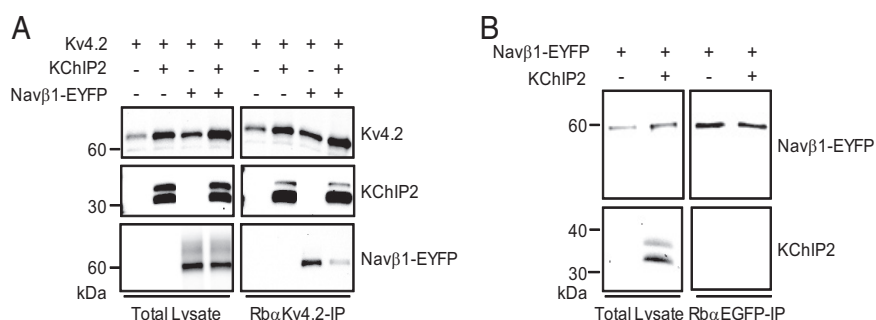 A
Kv4.2 + + + + + + + +
KChIP2 - + - + - + - +
Navβ1-EYFP - - + + - - + +
60
Kv4.2
30
KChIP2
60
Navβ1-EYFP
kDa
Total Lysate
RbαKv4.2-IP
B
Navβ1-EYFP + + + +
KChIP2 - + - +
60
Navβ1-EYFP
40
30
KChIP2
kDa
Total Lysate
RbαEGFP-IP